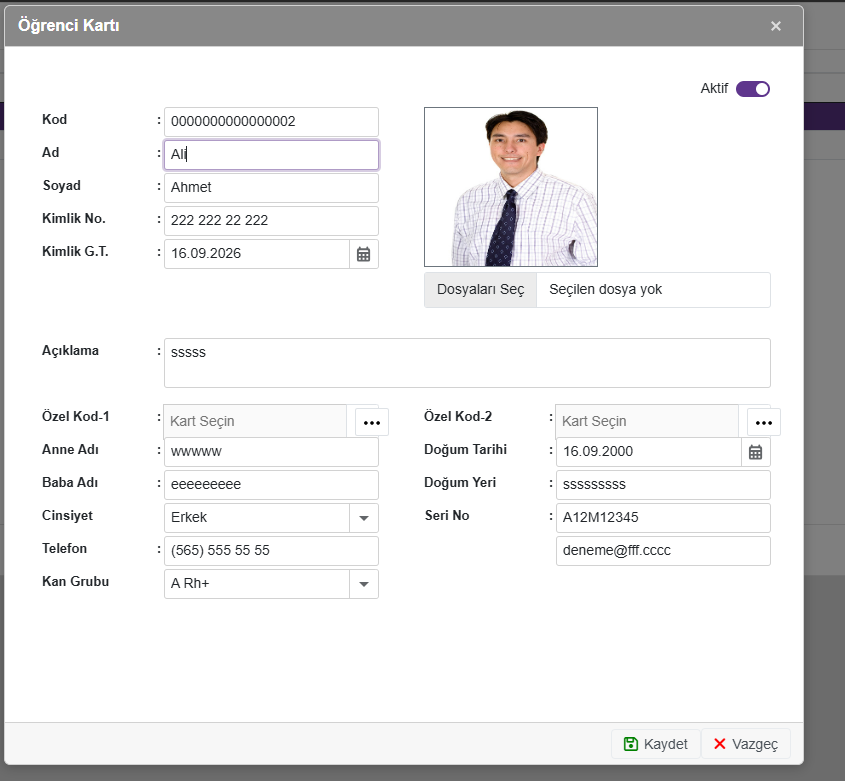 Öğrenci Kartı
Aktif
Kod : 0000000000000002
Ad : Ali
Soyad : Ahmet
Kimlik No. : 222 222 22 222
Kimlik G.T. : 16.09.2026
Dosyaları Seç Seçilen dosya yok
Açıklama : sssss
Özel Kod-1 : Kart Seçin ••• Özel Kod-2 : Kart Seçin •••
Anne Adı : wwwww Doğum Tarihi : 16.09.2000
Baba Adı : eeeeeeeee Doğum Yeri : sssssssss
Cinsiyet : Erkek Seri No : A12M12345
Telefon : (565) 555 55 55 deneme@fff.cccc
Kan Grubu A Rh+
Kaydet Vazgeç